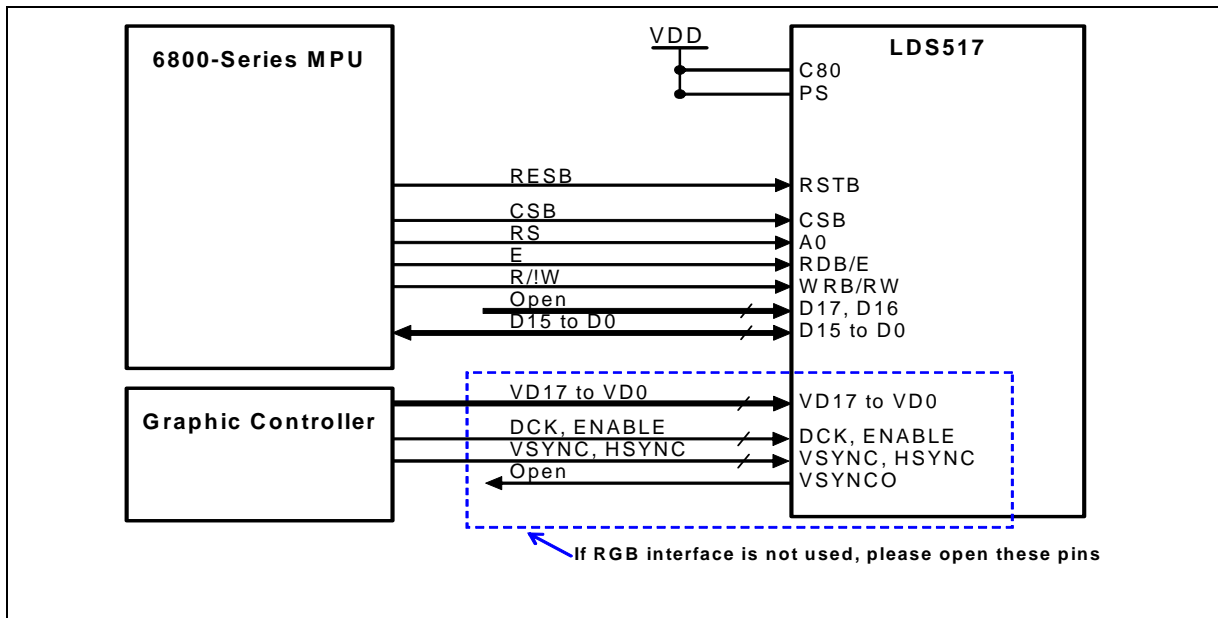 6800-Series MPU
VDD
LDS517
C80
PS
RESB
RSTB
CSB
CSB
RS
A0
E
RDB/E
R/!W
WRB/RW
Open
D17, D16
D15 to D0
D15 to D0
Graphic Controller
VD17 to VD0
VD17 to VD0
DCK, ENABLE
DCK, ENABLE
VSYNC, HSYNC
VSYNC, HSYNC
Open
VSYNCO
If RGB interface is not used, please open these pins